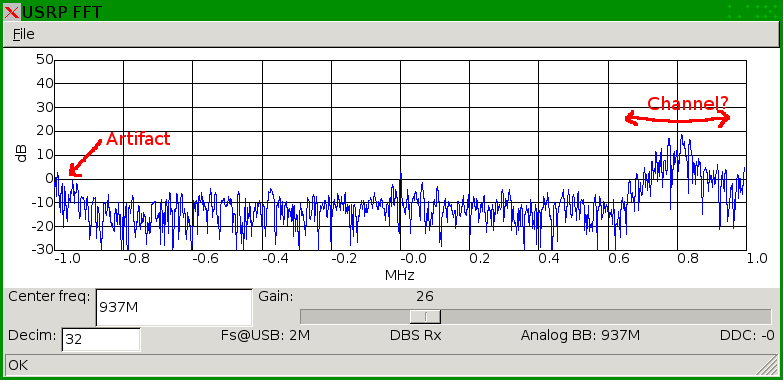 USRP FFT
File
50
40
30
20
10
0
-10
-20
-30
dB
Artifact
Channel?
-1.0 -0.8 -0.6 -0.4 -0.2 -0.0 0.2 0.4 0.6 0.8 1.0
MHz
Center freq: 937M Gain: 26
Decim: 32 Fs@USB: 2M DBS Rx Analog BB: 937M DDC: -0
OK